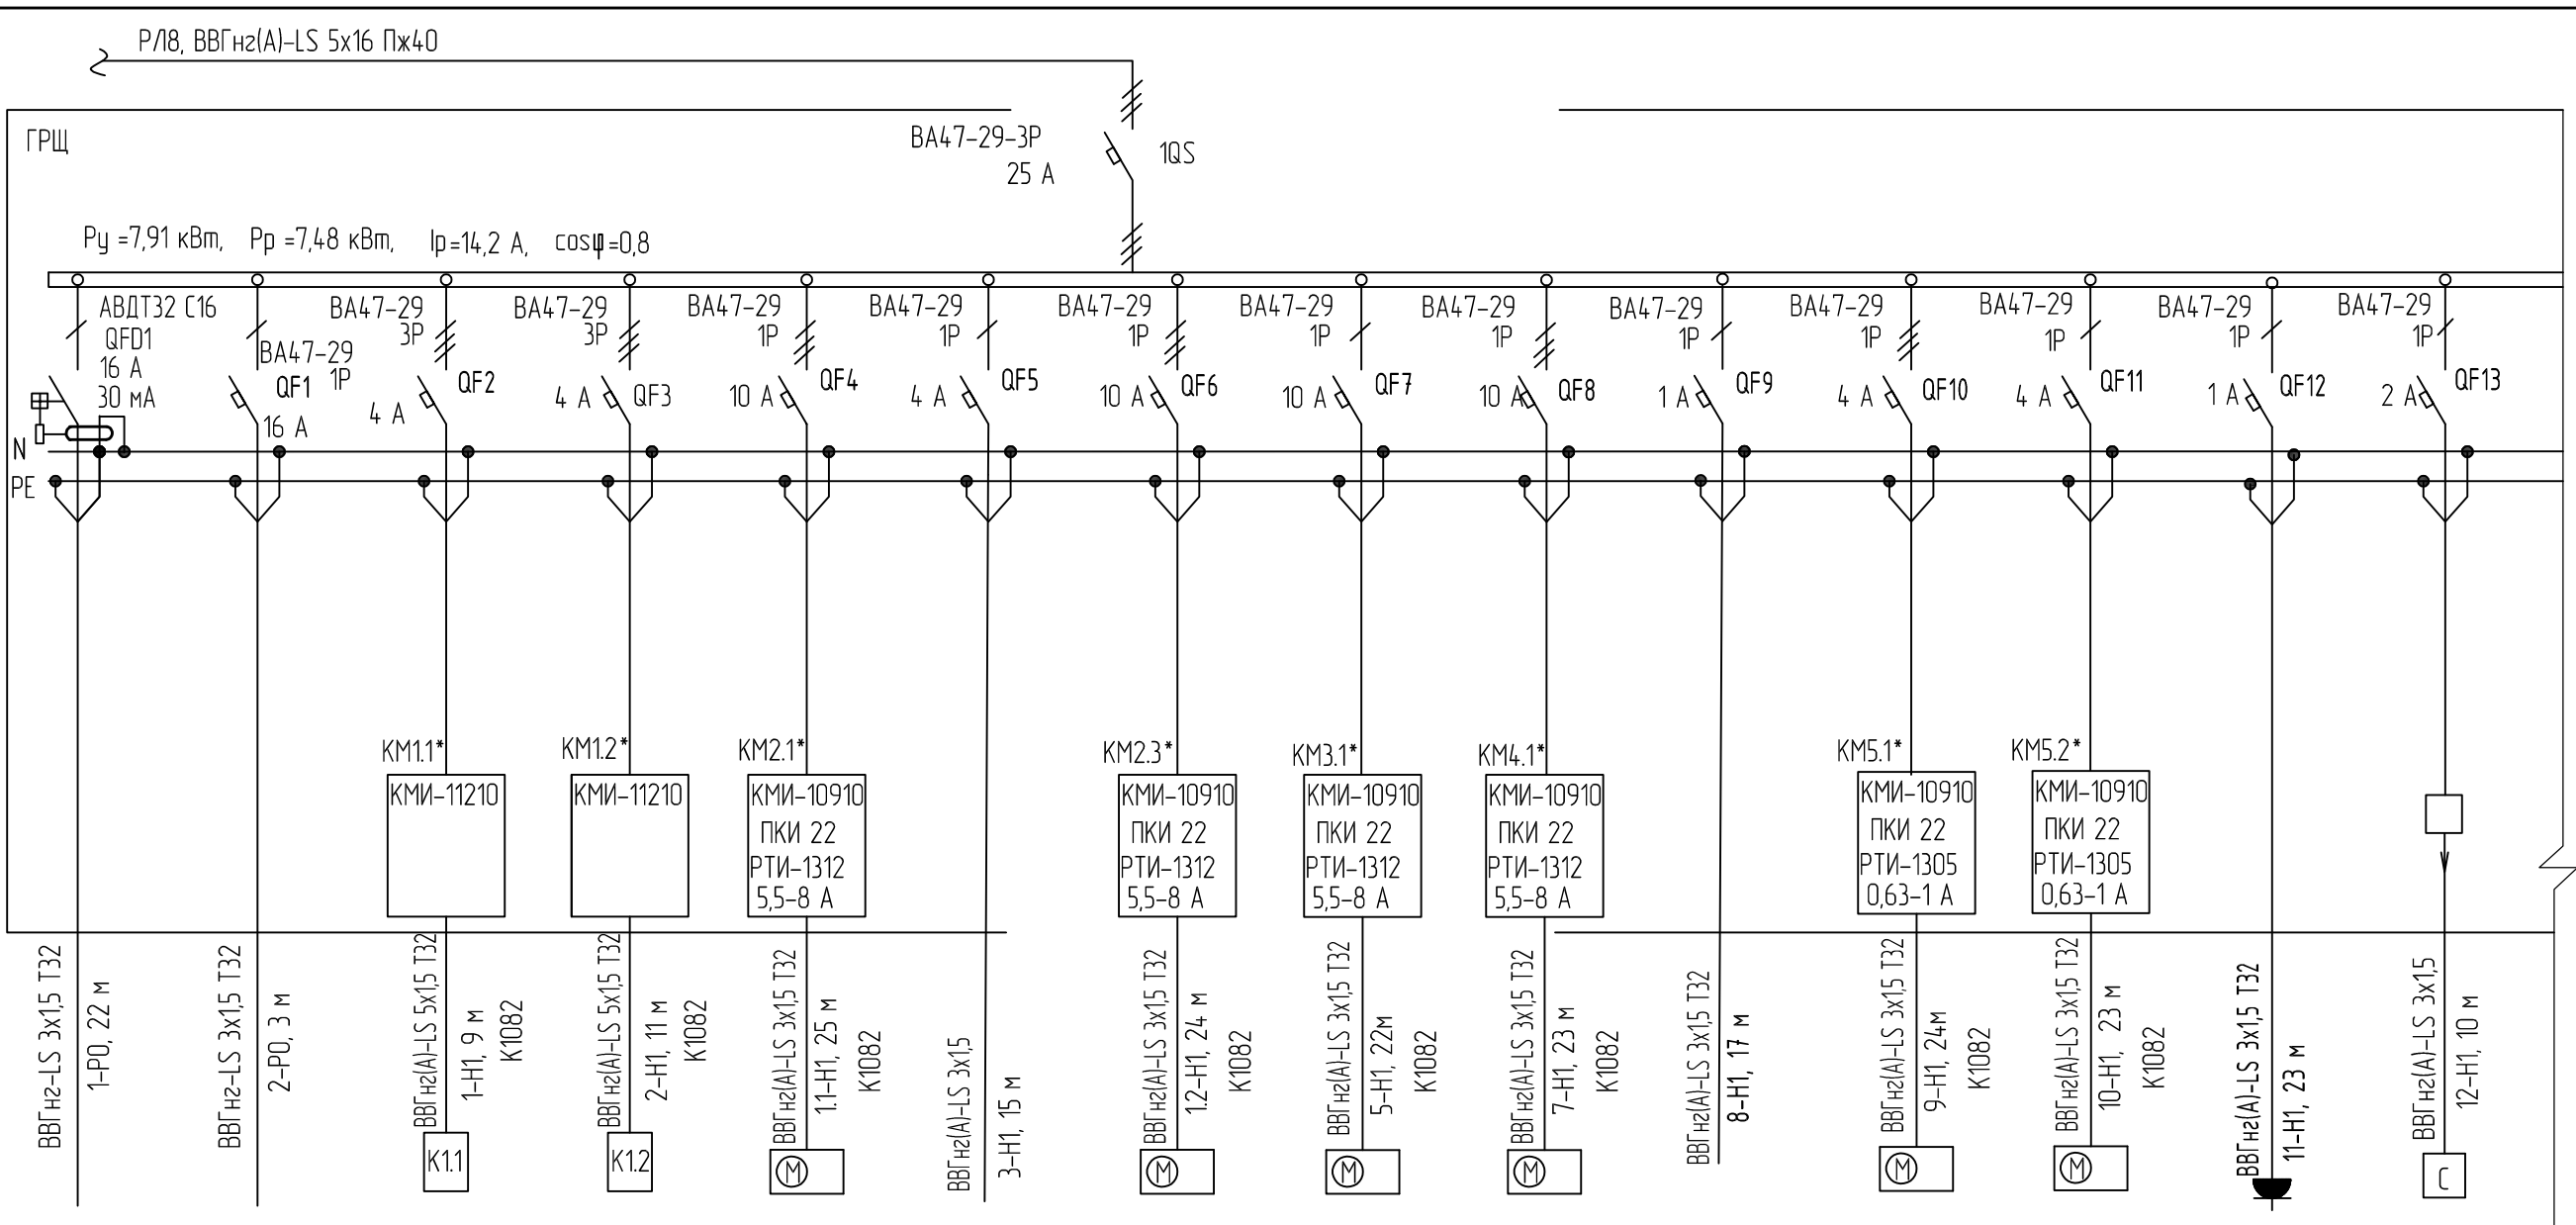 РЛ8, ВВГнг(А)-LS 5х16 Пж40
ГРЩ
ВА47-29-3Р
25 А
1QS
Ру =7,91 кВт, Рр =7,48 кВт, Iр=14,2 А, cosφ=0,8
АВДТ32 С16
QFD1
16 А
30 мА
ВА47-29
1Р
QF1
16 А
ВА47-29
3Р
QF2
4 А
ВА47-29
3Р
4 А
QF3
ВА47-29
1Р
QF4
10 А
ВА47-29
1Р
QF5
4 А
ВА47-29
1Р
QF6
10 А
ВА47-29
1Р
QF7
10 А
ВА47-29
1Р
QF8
10 А
ВА47-29
1Р
QF9
1 А
ВА47-29
1Р
QF10
4 А
ВА47-29
1Р
QF11
4 А
ВА47-29
1Р
QF12
1 А
ВА47-29
1Р
QF13
2 А
N
PE
КМ1.1*
КМИ-11210
КМ1.2*
КМИ-11210
КМ2.1*
КМИ-10910
ПКИ 22
РТИ-1312
5,5-8 А
КМ2.3*
КМИ-10910
ПКИ 22
РТИ-1312
5,5-8 А
КМ3.1*
КМИ-10910
ПКИ 22
РТИ-1312
5,5-8 А
КМ4.1*
КМИ-10910
ПКИ 22
РТИ-1312
5,5-8 А
КМ5.1*
КМИ-10910
ПКИ 22
РТИ-1305
0,63-1 А
КМ5.2*
КМИ-10910
ПКИ 22
РТИ-1305
0,63-1 А
ВВГнг-LS 3х1,5 Т32
1-РО, 22 м
ВВГнг-LS 3х1,5 Т32
2-РО, 3 м
ВВГнг(А)-LS 5х1,5 Т32
1-Н1, 9 м
К1082
К1.1
ВВГнг(А)-LS 5х1,5 Т32
2-Н1, 11 м
К1082
К1.2
ВВГнг(А)-LS 3х1,5 Т32
1.1-Н1, 25 м
К1082
М
ВВГнг(А)-LS 3х1,5
3-Н1, 15 м
ВВГнг(А)-LS 3х1,5 Т32
1.2-Н1, 24 м
К1082
М
ВВГнг(А)-LS 3х1,5 Т32
5-Н1, 22м
К1082
М
ВВГнг(А)-LS 3х1,5 Т32
7-Н1, 23 м
К1082
М
ВВГнг(А)-LS 3х1,5 Т32
8-Н1, 17 м
ВВГнг(А)-LS 3х1,5 Т32
9-Н1, 24м
К1082
М
ВВГнг(А)-LS 3х1,5 Т32
10-Н1, 23 м
К1082
М
ВВГнг(А)-LS 3х1,5 Т32
11-Н1, 23 м
ВВГнг(А)-LS 3х1,5
12-Н1, 10 м
С